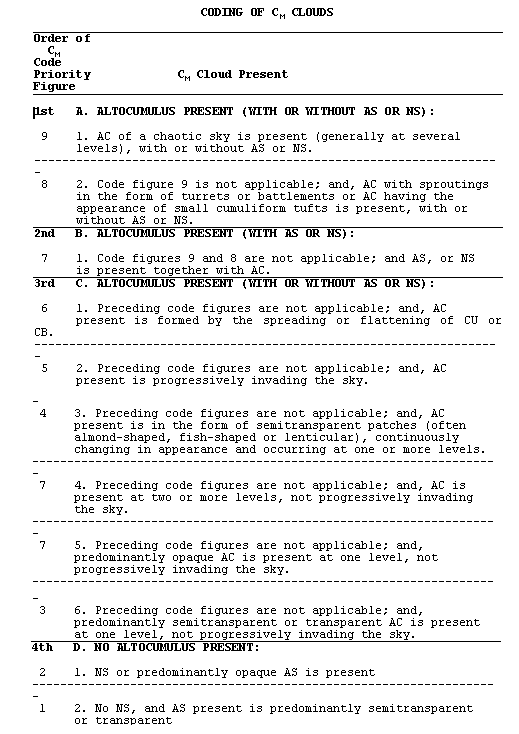 CODING OF CM CLOUDS
Order of
CM
Code
Priority CM Cloud Present
Figure
1st A. ALTOCUMULUS PRESENT (WITH OR WITHOUT AS OR NS):
9 1. AC of a chaotic sky is present (generally at several
levels), with or without AS or NS.
8 2. Code figure 9 is not applicable; and, AC with sproutings
in the form of turrets or battlements or AC having the
appearance of small cumuliform tufts is present, with or
without AS or NS.
2nd B. ALTOCUMULUS PRESENT (WITH AS OR NS):
7 1. Code figures 9 and 8 are not applicable; and AS, or NS
is present together with AC.
3rd C. ALTOCUMULUS PRESENT (WITH OR WITHOUT AS OR NS):
6 1. Preceding code figures are not applicable; and, AC
present is formed by the spreading or flattening of CU or
CB.
5 2. Preceding code figures are not applicable; and, AC
present is progressively invading the sky.
4 3. Preceding code figures are not applicable; and, AC
present is in the form of semitransparent patches (often
almond-shaped, fish-shaped or lenticular), continuously
changing in appearance and occurring at one or more levels.
7 4. Preceding code figures are not applicable; and, AC is
present at two or more levels, not progressively invading
the sky.
7 5. Preceding code figures are not applicable; and,
predominantly opaque AC is present at one level, not
progressively invading the sky.
3 6. Preceding code figures are not applicable; and,
predominantly semitransparent or transparent AC is present
at one level, not progressively invading the sky.
4th D. NO ALTOCUMULUS PRESENT:
2 1. NS or predominantly opaque AS is present
1 2. No NS, and AS present is predominantly semitransparent
or transparent